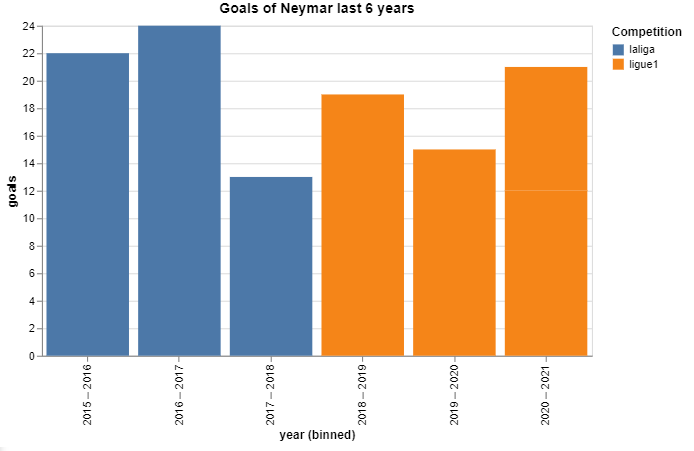 Goals of Neymar last 6 years
Competition
laliga
ligue1
goals
24
22
20
18
16
14
12
10
8
6
4
2
0
2015 – 2016
2016 – 2017
2017 – 2018
2018 – 2019
2019 – 2020
2020 – 2021
year (binned)